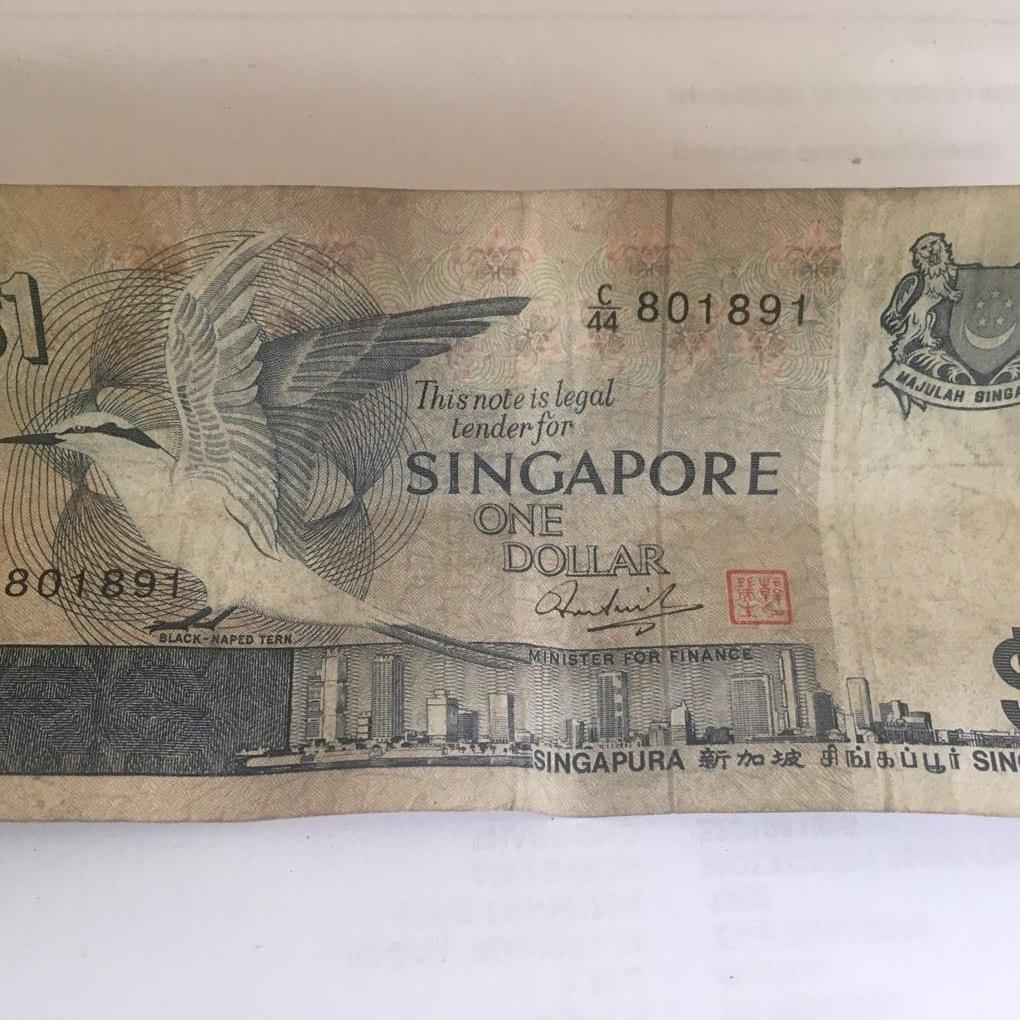 $1
C/44 801891
MAJULAH SINGA
This note is legal
tender for
SINGAPORE
ONE
DOLLAR
801891
BLACK-NAPED TERN
MINISTER FOR FINANCE
$
SINGAPURA 新加坡 சிங்கப்பூர் SING